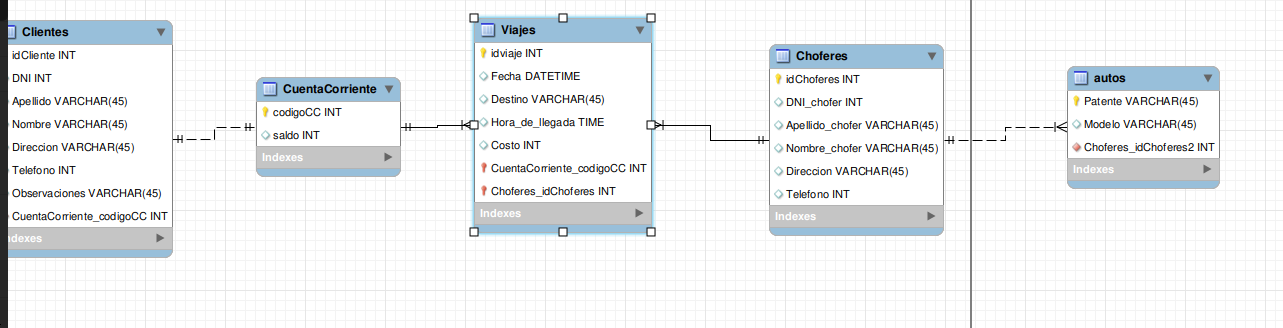 Clientes
idCliente INT
DNI INT
Apellido VARCHAR(45)
Nombre VARCHAR(45)
Direccion VARCHAR(45)
Telefono INT
Observaciones VARCHAR(45)
CuentaCorriente_codigoCC INT
Indexes
CuentaCorriente
codigoCC INT
saldo INT
Indexes
Viajes
idviaje INT
Fecha DATETIME
Destino VARCHAR(45)
Hora_de_llegada TIME
Costo INT
CuentaCorriente_codigoCC INT
Choferes_idChoferes INT
Indexes
Choferes
idChoferes INT
DNI_chofer INT
Apellido_chofer VARCHAR(45)
Nombre_chofer VARCHAR(45)
Direccion VARCHAR(45)
Telefono INT
Indexes
autos
Patente VARCHAR(45)
Modelo VARCHAR(45)
Choferes_idChoferes2 INT
Indexes